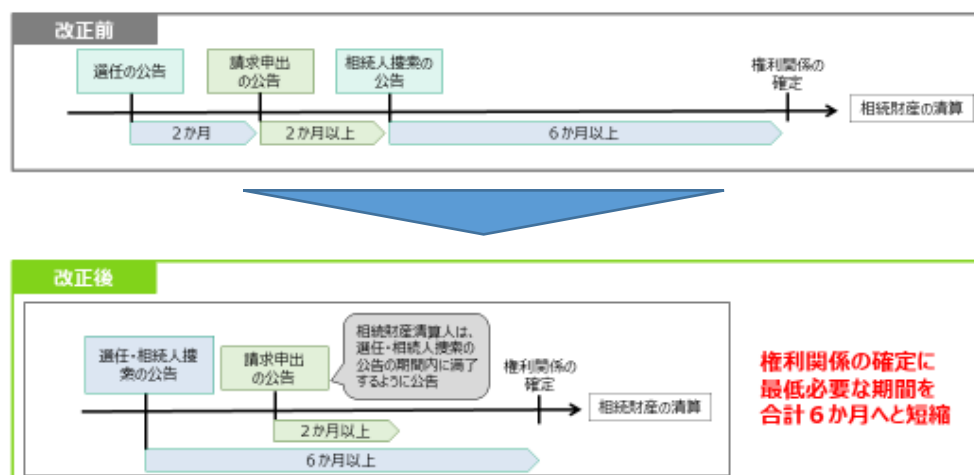 改正前
選任の公告
請求申出
の公告
相続人捜索の
公告
権利関係の
確定
相続財産の清算
2か月
2か月以上
6か月以上
改正後
選任・相続人捜
索の公告
請求申出
の公告
相続財産清算人は、
選任・相続人捜索の
公告の期間内に満了
するように公告
権利関係の
確定
相続財産の清算
2か月以上
6か月以上
権利関係の確定に
最低必要な期間を
合計6か月へと短縮